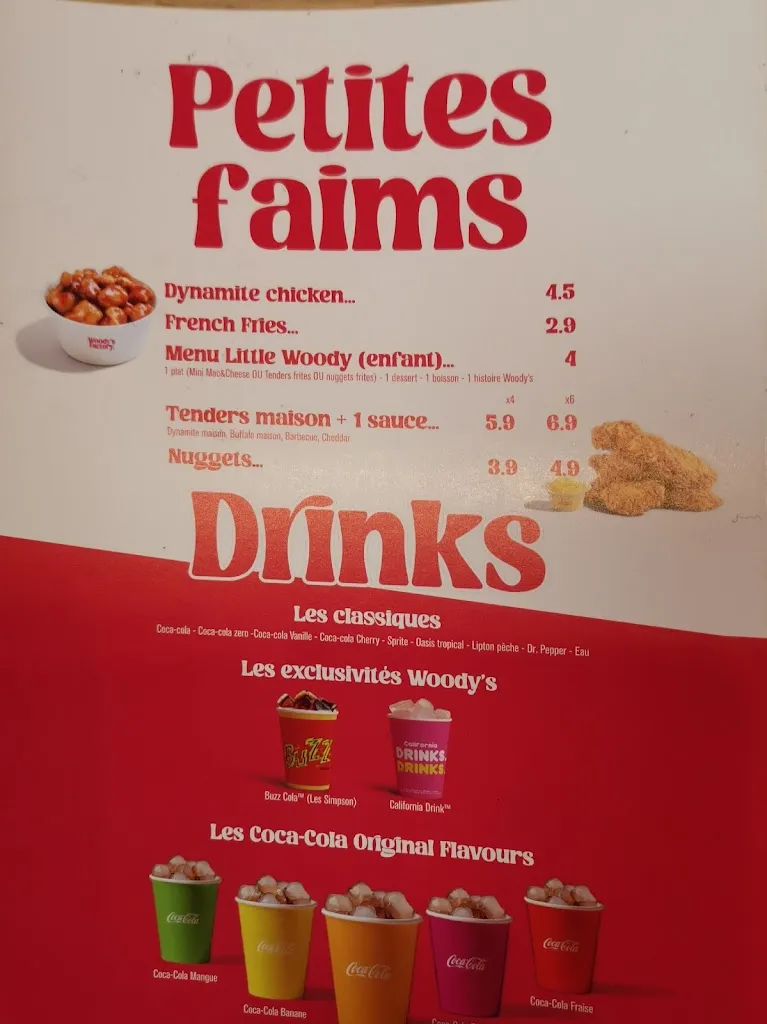 Petites
faims
Dynamite chicken... 4.5
French Fries... 2.9
Menu Little Woody (enfant)... 4
1 plat (Mini Mac&Cheese OU Tenders frites OU nuggets frites) - 1 dessert - 1 boisson - 1 histoire Woody's
x4 x6
Tenders maison + 1 sauce... 5.9 6.9
Dynamite maison, Buffalo maison, Barbecue, Cheddar
Nuggets... 3.9 4.9
Woody's
Factory
Drinks
Les classiques
Coca-cola - Coca-cola zero -Coca-cola Vanille - Coca-cola Cherry - Sprite - Oasis tropical - Lipton pêche - Dr. Pepper - Eau
Les exclusivités Woody's
BUZZ
California
DRINKS
DRINKS
Buzz Cola™ (Les Simpson)
California Drink™
Les Coca-Cola Original Flavours
Coca-Cola
Coca-Cola
Coca-Cola
Coca-Cola
Coca-Cola
Coca-Cola Mangue
Coca-Cola Banane
Coca-Cola Fraise